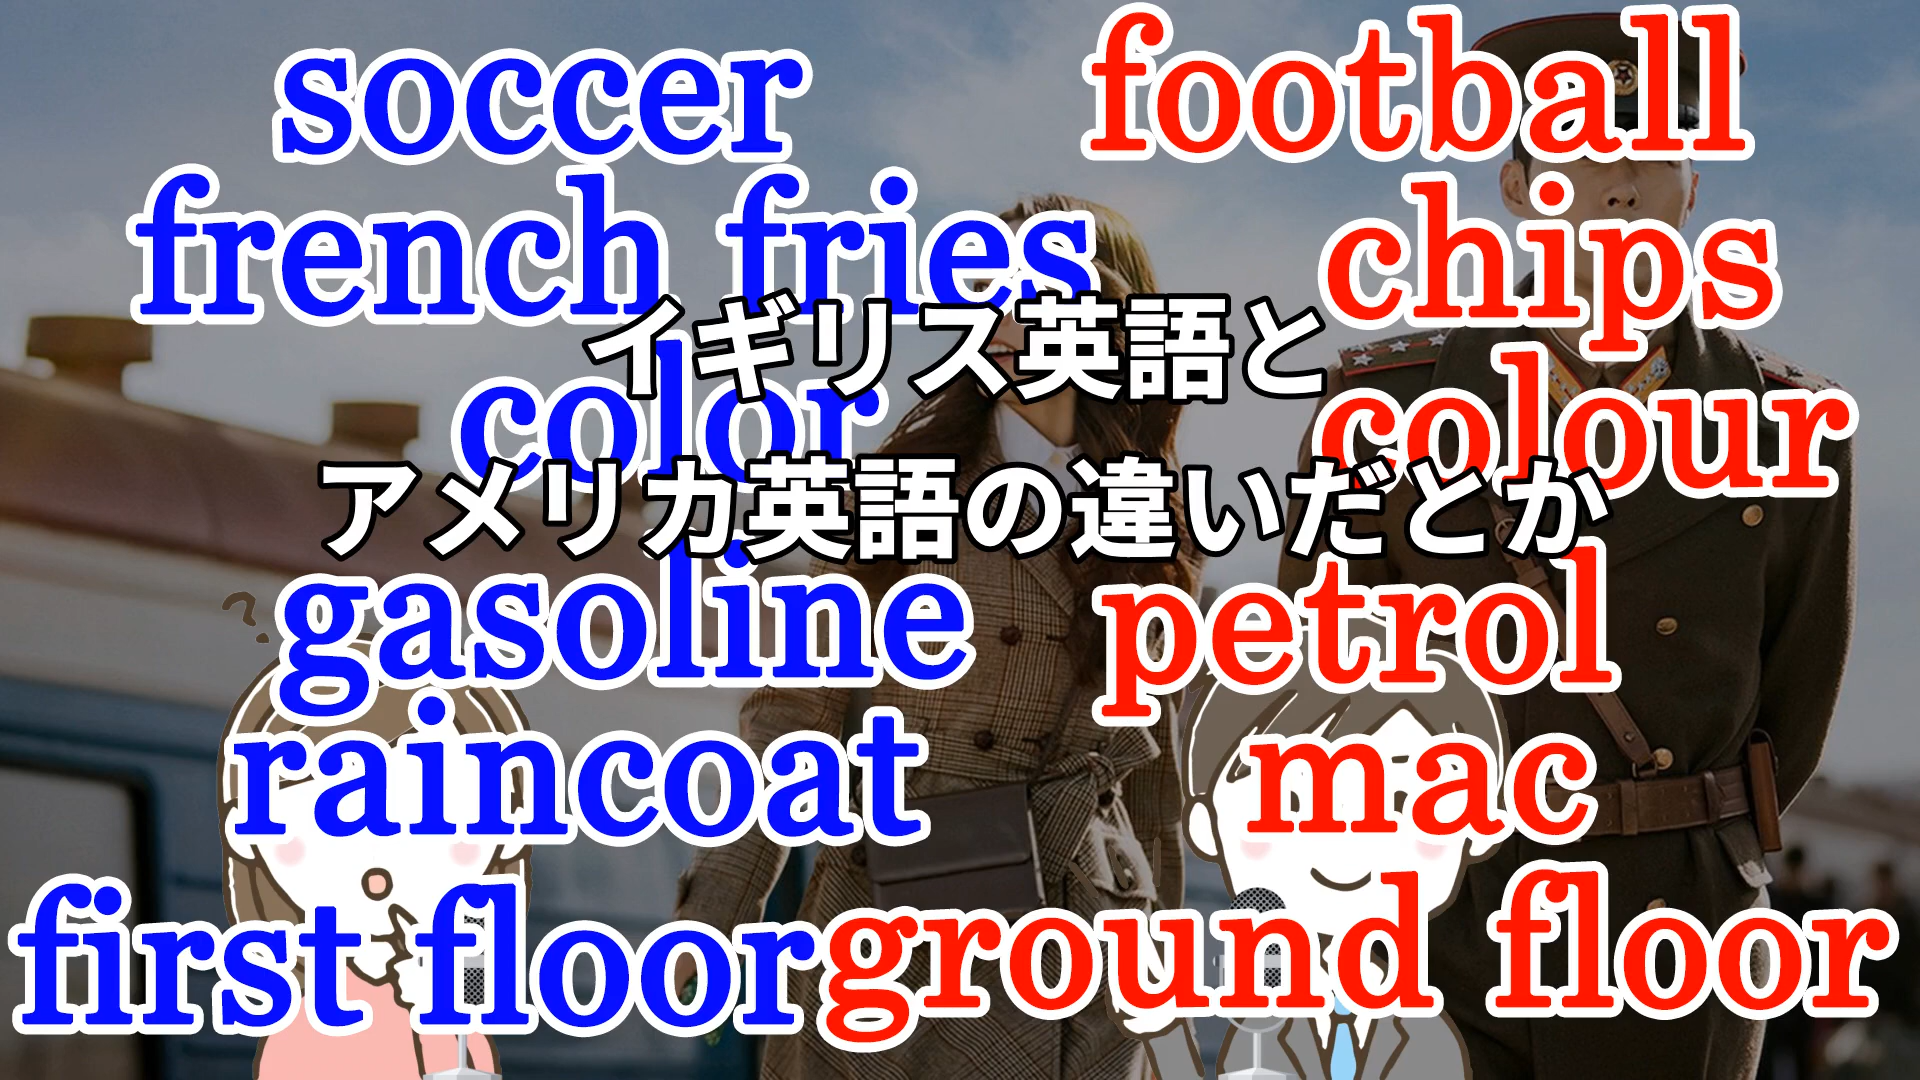 soccer football
french fries chips
イギリス英語と
color colour
アメリカ英語の違いだとか
gasoline petrol
raincoat mac
first floor ground floor